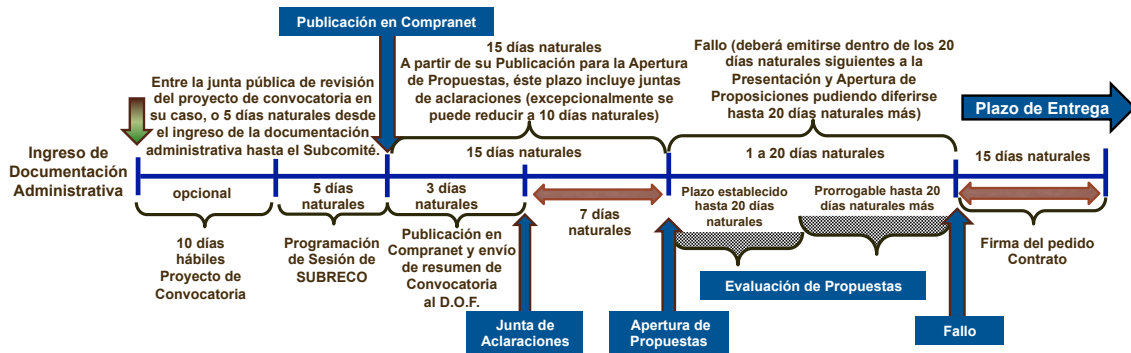 Publicación en Compranet
Entre la junta pública de revisión
del proyecto de convocatoria en
su caso, o 5 días naturales desde
el ingreso de la documentación
administrativa hasta el Subcomité.
15 días naturales
A partir de su Publicación para la Apertura
de Propuestas, éste plazo incluye juntas
de aclaraciones (excepcionalmente se
puede reducir a 10 días naturales)
Fallo (deberá emitirse dentro de los 20
días naturales siguientes a la
Presentación y Apertura de
Proposiciones pudiendo diferirse
hasta 20 días naturales más)
Plazo de Entrega
Ingreso de
Documentación
Administrativa
15 días naturales
1 a 20 días naturales
15 días naturales
opcional
5 días
naturales
3 días
naturales
7 días
naturales
Plazo establecido
hasta 20 días
naturales
Prorrogable hasta 20
días naturales más
10 días
hábiles
Proyecto de
Convocatoria
Programación
de Sesión de
SUBRECO
Publicación en
Compranet y envío
de resumen de
Convocatoria
al D.O.F.
Firma del pedido
Contrato
Evaluación de Propuestas
Junta de
Aclaraciones
Apertura de
Propuestas
Fallo